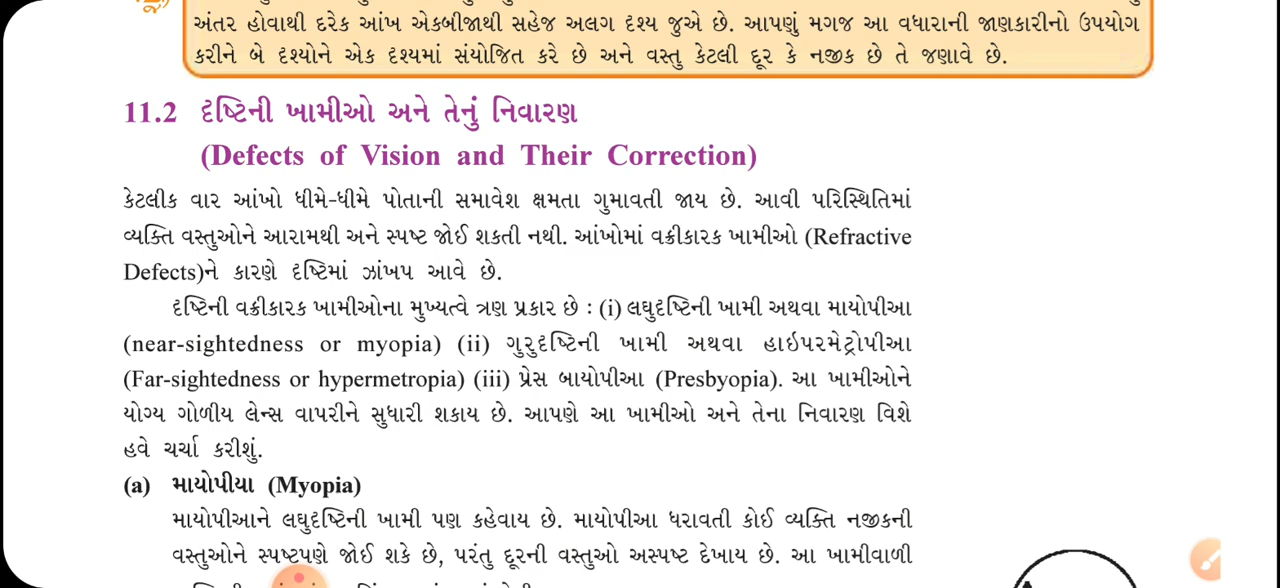 અંતર હોવાથી દરેક આંખ એકબીજાથી સહેજ અલગ દૃશ્ય જુએ છે. આપણું મગજ આ વધારાની જાણકારીનો ઉપયોગ
કરીને બે દૃશ્યોને એક દૃશ્યમાં સંયોજિત કરે છે અને વસ્તુ કેટલી દૂર કે નજીક છે તે જણાવે છે.
11.2 દૃષ્ટિની ખામીઓ અને તેનું નિવારણ
(Defects of Vision and Their Correction)
કેટલીક વાર આંખો ધીમે-ધીમે પોતાની સમાવેશ ક્ષમતા ગુમાવતી જાય છે. આવી પરિસ્થિતિમાં
વ્યક્તિ વસ્તુઓને આરામથી અને સ્પષ્ટ જોઈ શકતી નથી. આંખોમાં વક્રીકારક ખામીઓ (Refractive
Defects)ને કારણે દૃષ્ટિમાં ઝાંખપ આવે છે.
દૃષ્ટિની વક્રીકારક ખામીઓના મુખ્યત્વે ત્રણ પ્રકાર છે : (i) લઘુદૃષ્ટિની ખામી અથવા માયોપીઆ
(near-sightedness or myopia) (ii) ગુરુદૃષ્ટિની ખામી અથવા હાઇપરમેટ્રોપીઆ
(Far-sightedness or hypermetropia) (iii) પ્રેસ બાયોપીઆ (Presbyopia). આ ખામીઓને
યોગ્ય ગોળીય લેન્સ વાપરીને સુધારી શકાય છે. આપણે આ ખામીઓ અને તેના નિવારણ વિશે
હવે ચર્ચા કરીશું.
(a) માયોપીયા (Myopia)
માયોપીઆને લઘુદૃષ્ટિની ખામી પણ કહેવાય છે. માયોપીઆ ધરાવતી કોઈ વ્યક્તિ નજીકની
વસ્તુઓને સ્પષ્ટપણે જોઈ શકે છે, પરંતુ દૂરની વસ્તુઓ અસ્પષ્ટ દેખાય છે. આ ખામીવાળી